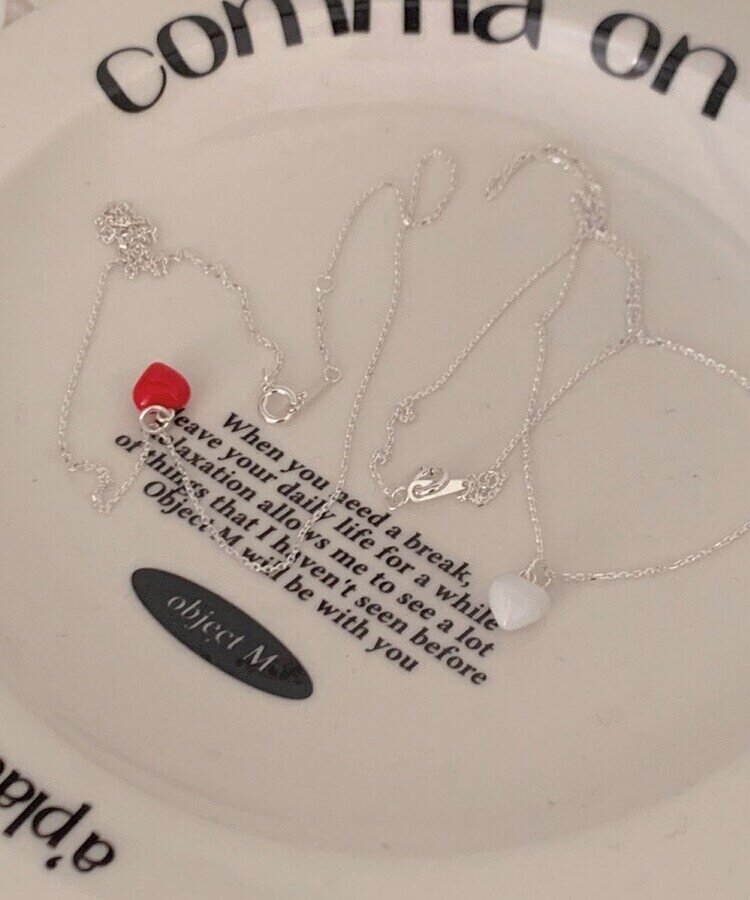 comma on
When you need a break,
leave your daily life for a while
Relaxation allows me to see a lot
of things that I haven't seen before
Object M will be with you
object M